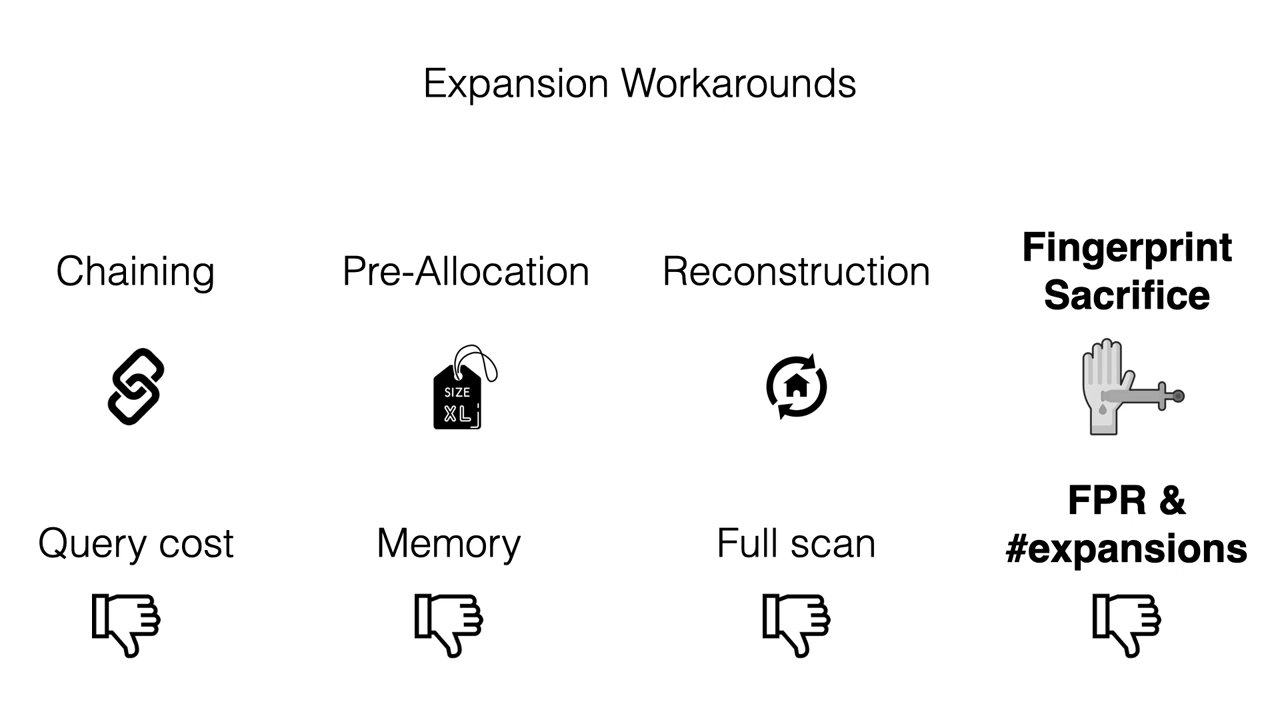 Expansion Workarounds
Chaining
Pre-Allocation
Reconstruction
Fingerprint
Sacrifice
SIZE
XL
Query cost
Memory
Full scan
FPR &
#expansions